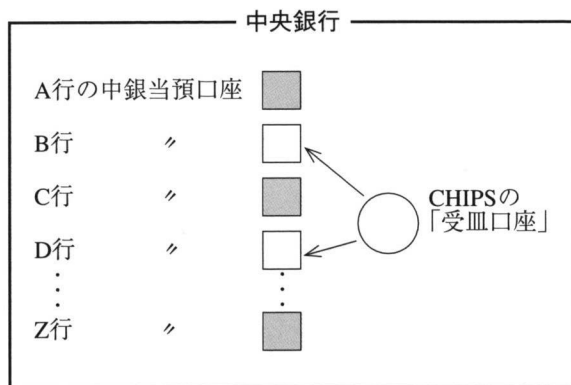 中央銀行
A行の中銀当預口座
B行 〃
C行 〃
CHIPSの
「受皿口座」
D行 〃
Z行 〃